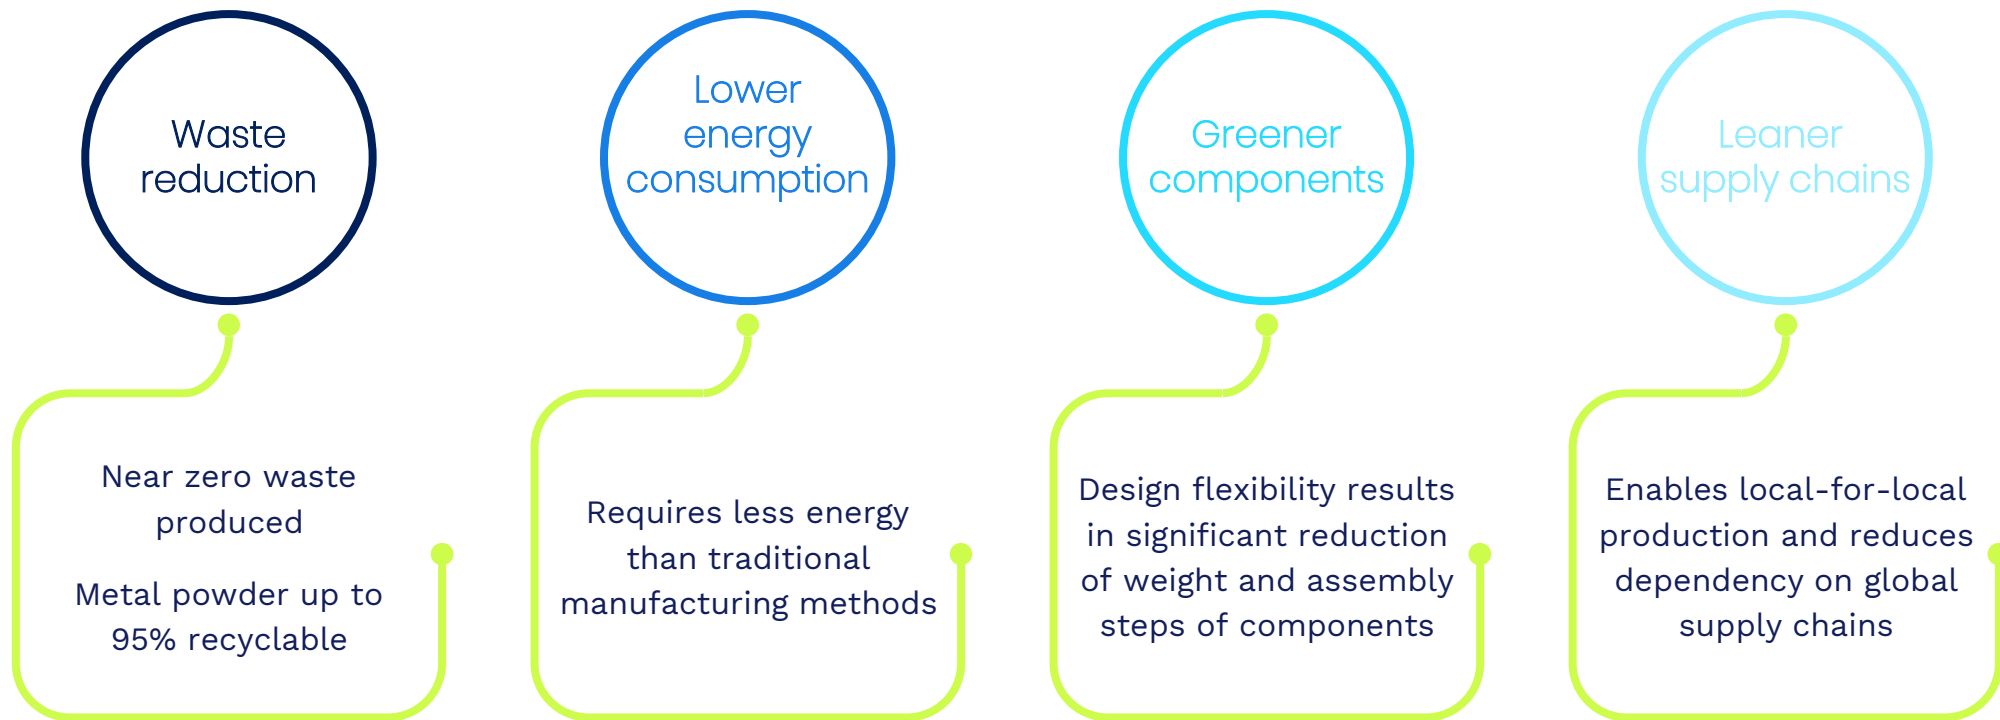 Waste
reduction
Near zero waste
produced
Metal powder up to
95% recyclable
Lower
energy
consumption
Requires less energy
than traditional
manufacturing methods
Greener
components
Design flexibility results
in significant reduction
of weight and assembly
steps of components
Leaner
supply chains
Enables local-for-local
production and reduces
dependency on global
supply chains